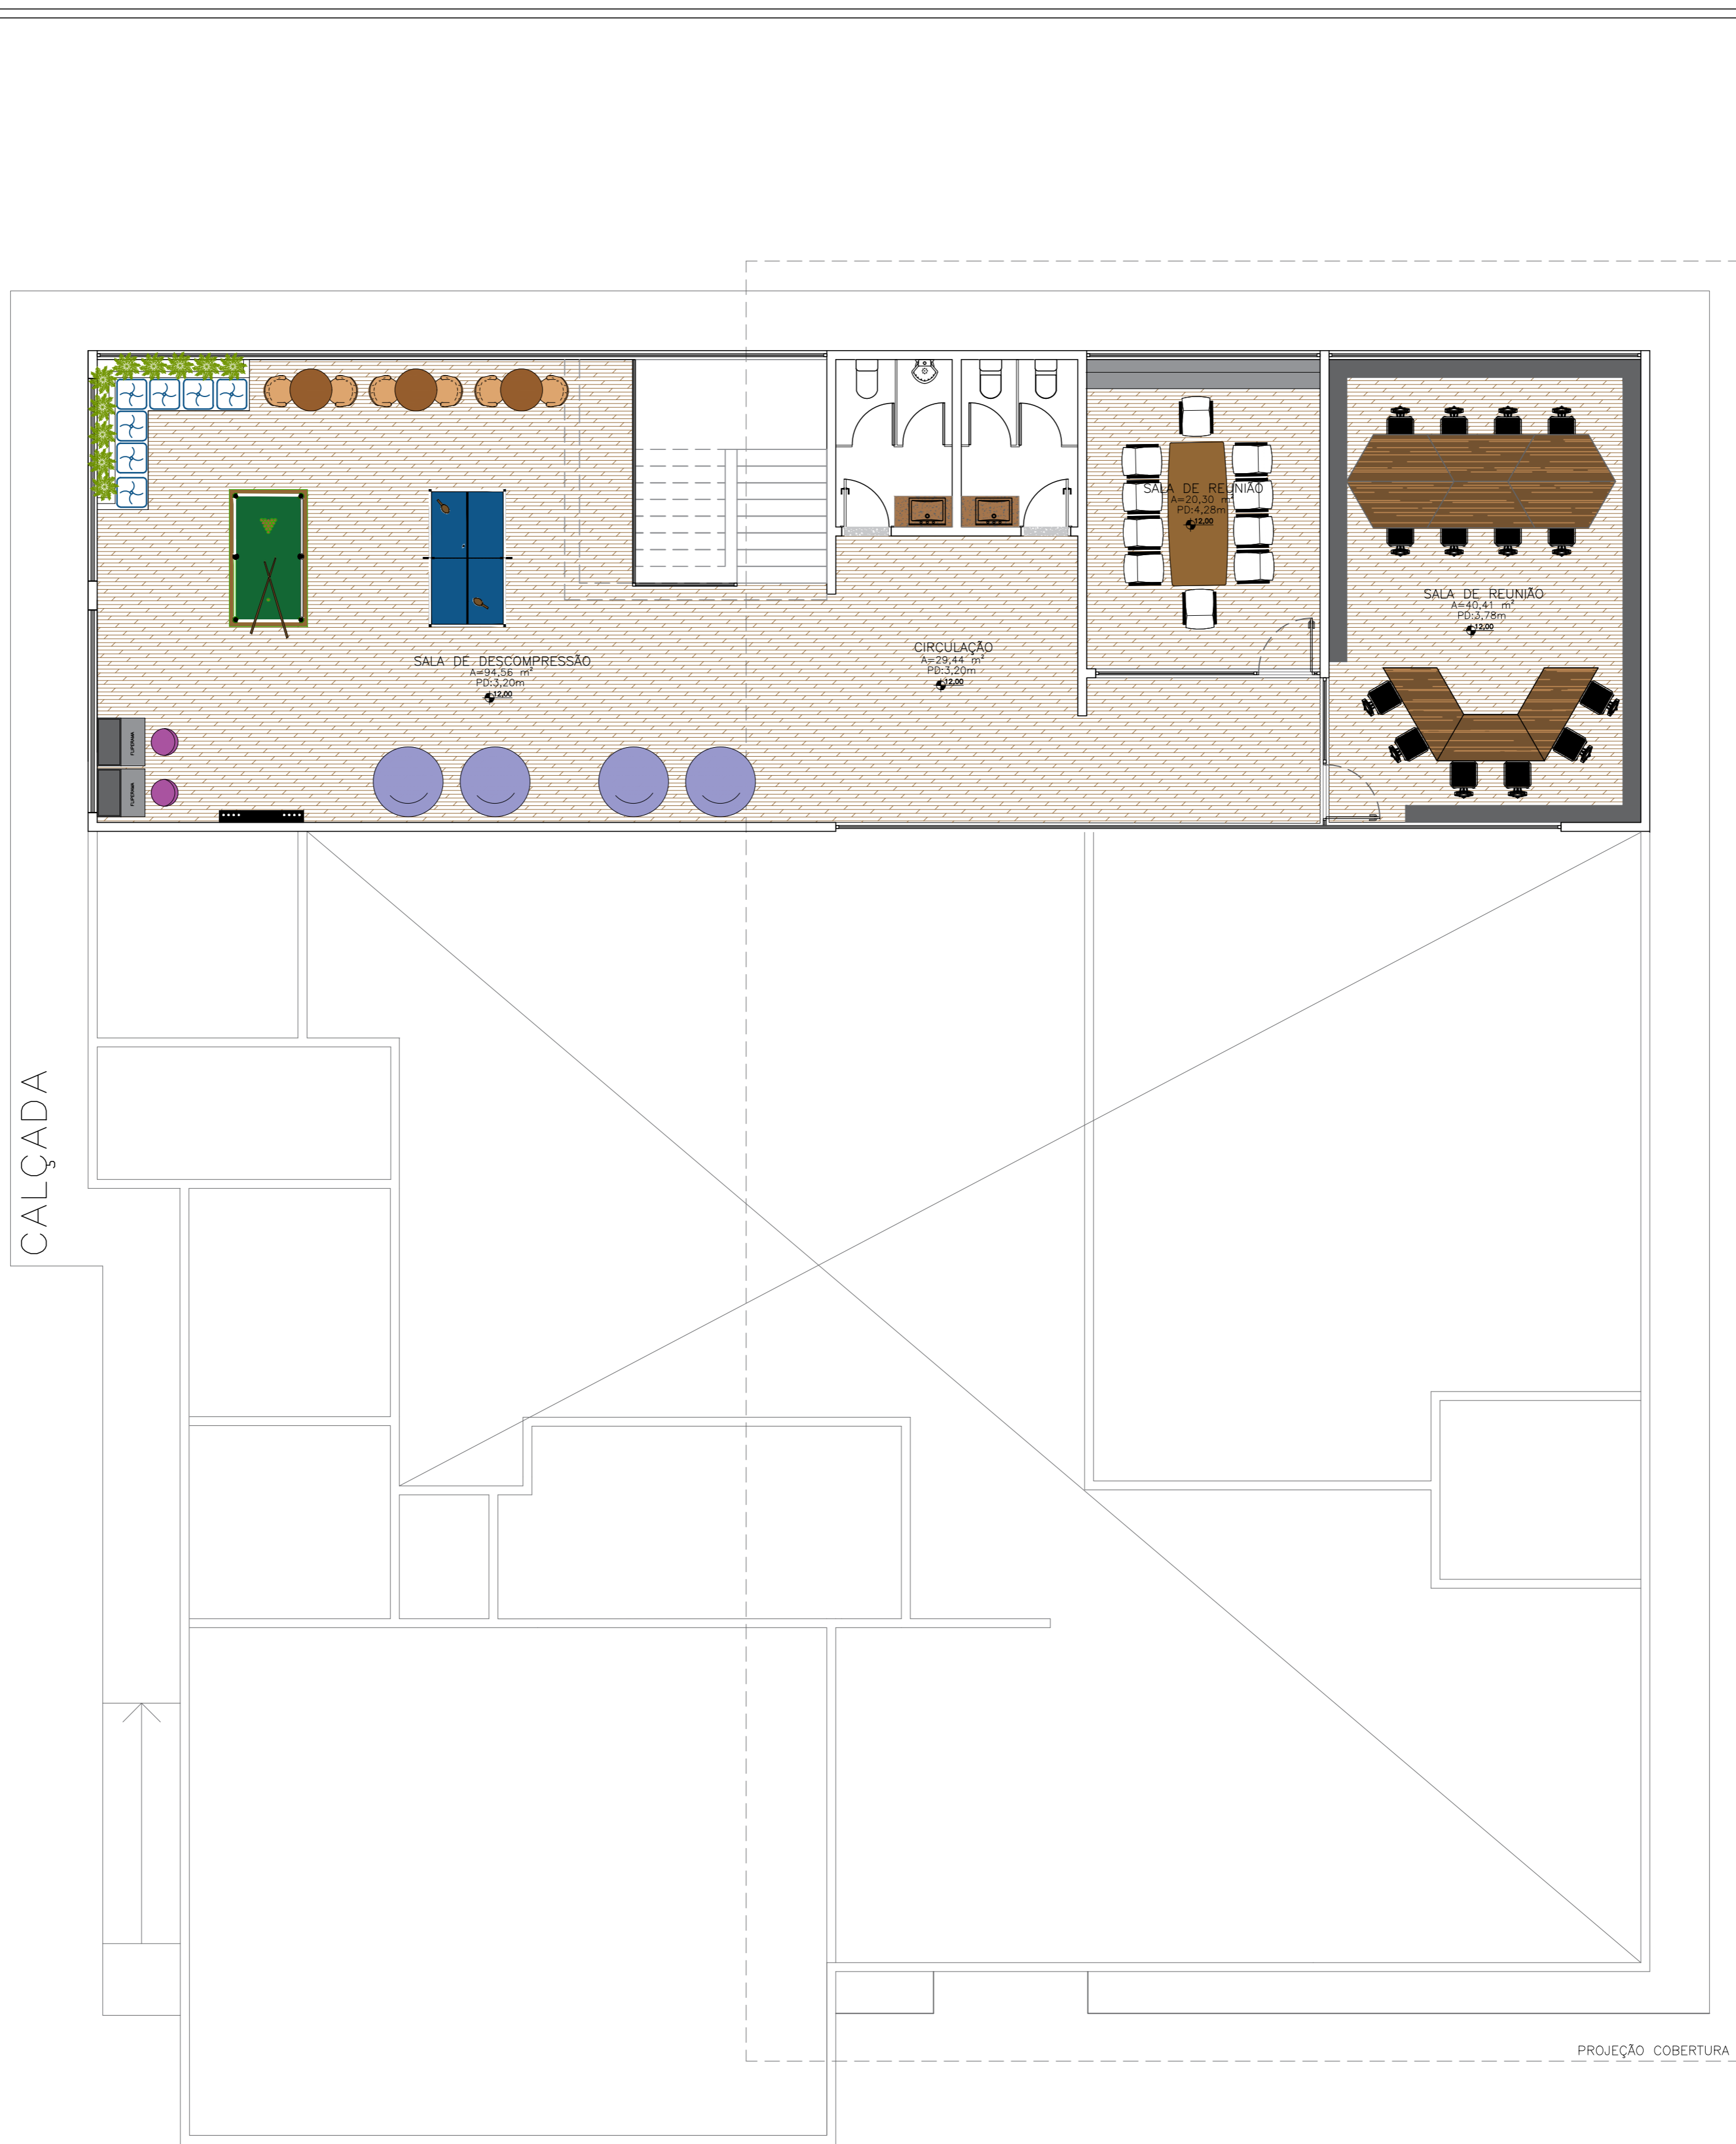 SALA DE REUNIÃO
A=20,30 m²
PD:4,28m
12,00
SALA DE REUNIÃO
A=40,41 m²
PD:3,78m
12,00
SALA DE DESCOMPRESSÃO
A=94,56 m²
PD:3,20m
12,00
CIRCULAÇÃO
A=29,44 m²
PD:3,20m
12,00
FLIPERAMA
FLIPERAMA
CALÇADA
PROJEÇÃO COBERTURA